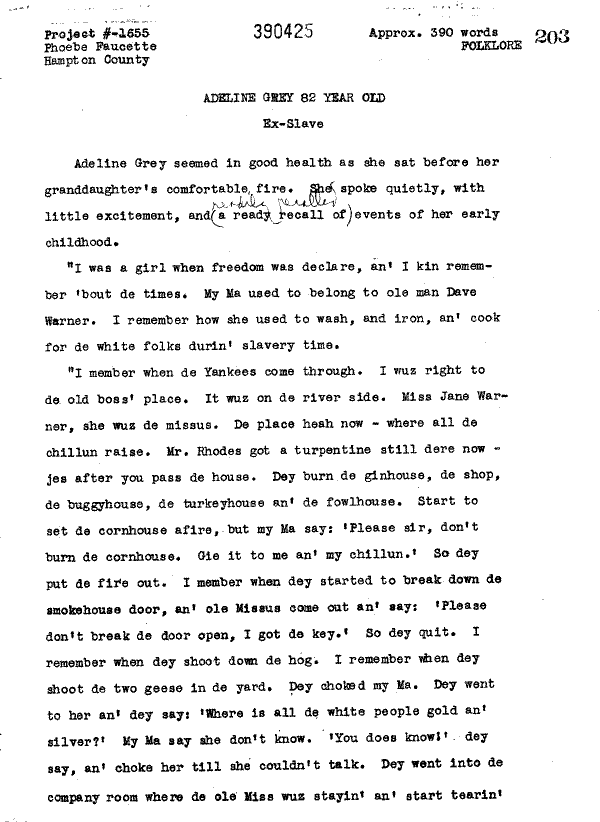 Project #-1655
Phoebe Faucette
Hampton County
390425
Approx. 390 words
FOLKLORE
203
ADELINE GREY 82 YEAR OLD
Ex-Slave
Adeline Grey seemed in good health as she sat before her
granddaughter's comfortable fire. She spoke quietly, with
readily recalled
little excitement, and (a ready recall of) events of her early
childhood.
"I was a girl when freedom was declare, an' I kin remem-
ber 'bout de times. My Ma used to belong to ole man Dave
Warner. I remember how she used to wash, and iron, an' cook
for de white folks durin' slavery time.
"I member when de Yankees come through. I wuz right to
de old boss' place. It wuz on de river side. Miss Jane War-
ner, she wuz de missus. De place heah now - where all de
chillun raise. Mr. Rhodes got a turpentine still dere now -
jes after you pass de house. Dey burn de ginhouse, de shop,
de buggyhouse, de turkeyhouse an' de fowlhouse. Start to
set de cornhouse afire, but my Ma say: 'Please sir, don't
burn de cornhouse. Gie it to me an' my chillun.' So dey
put de fire out. I member when dey started to break down de
smokehouse door, an' ole Missus come out an' say: 'Please
don't break de door open, I got de key.' So dey quit. I
remember when dey shoot down de hog. I remember when dey
shoot de two geese in de yard. Dey choked my Ma. Dey went
to her an' dey say: 'Where is all de white people gold an'
silver?' My Ma say she don't know. 'You does know!' dey
say, an' choke her till she couldn't talk. Dey went into de
company room where de ole Miss wuz stayin' an' start tearin'